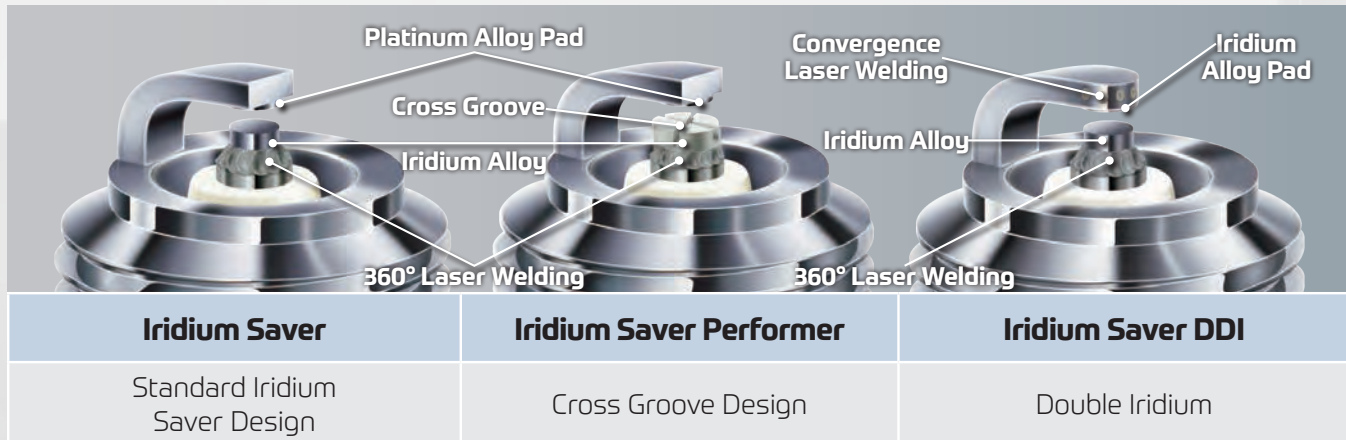 Platinum Alloy Pad
Cross Groove
Iridium Alloy
360° Laser Welding
Convergence
Laser Welding
Iridium
Alloy Pad
Iridium Alloy
360° Laser Welding
Iridium Saver
Iridium Saver Performer
Iridium Saver DDI
Standard Iridium
Saver Design
Cross Groove Design
Double Iridium